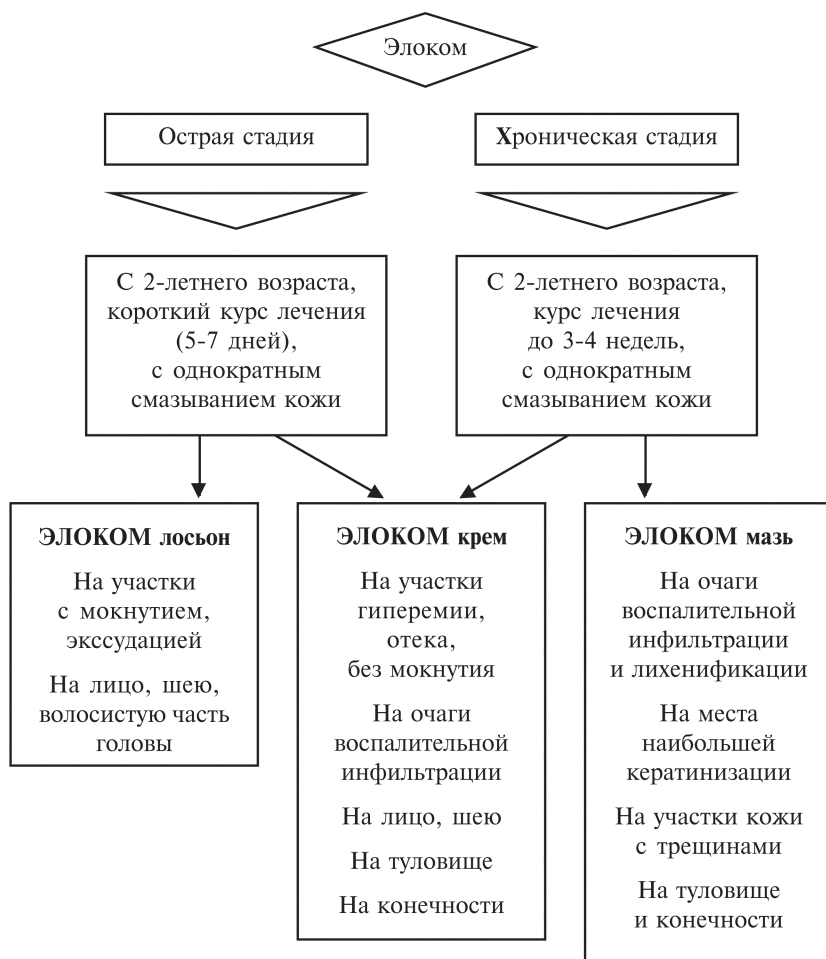 Элоком
Острая стадия
Хроническая стадия
С 2-летнего возраста,
короткий курс лечения
(5-7 дней),
с однократным
смазыванием кожи
С 2-летнего возраста,
курс лечения
до 3-4 недель,
с однократным
смазыванием кожи
ЭЛОКОМ лосьон
На участки
с мокнутием,
экссудацией
На лицо, шею,
волосистую часть
головы
ЭЛОКОМ крем
На участки
гиперемии,
отека,
без мокнутия
На очаги
воспалительной
инфильтрации
На лицо, шею
На туловище
На конечности
ЭЛОКОМ мазь
На очаги
воспалительной
инфильтрации
и лихенификации
На места
наибольшей
кератинизации
На участки кожи
с трещинами
На туловище
и конечности